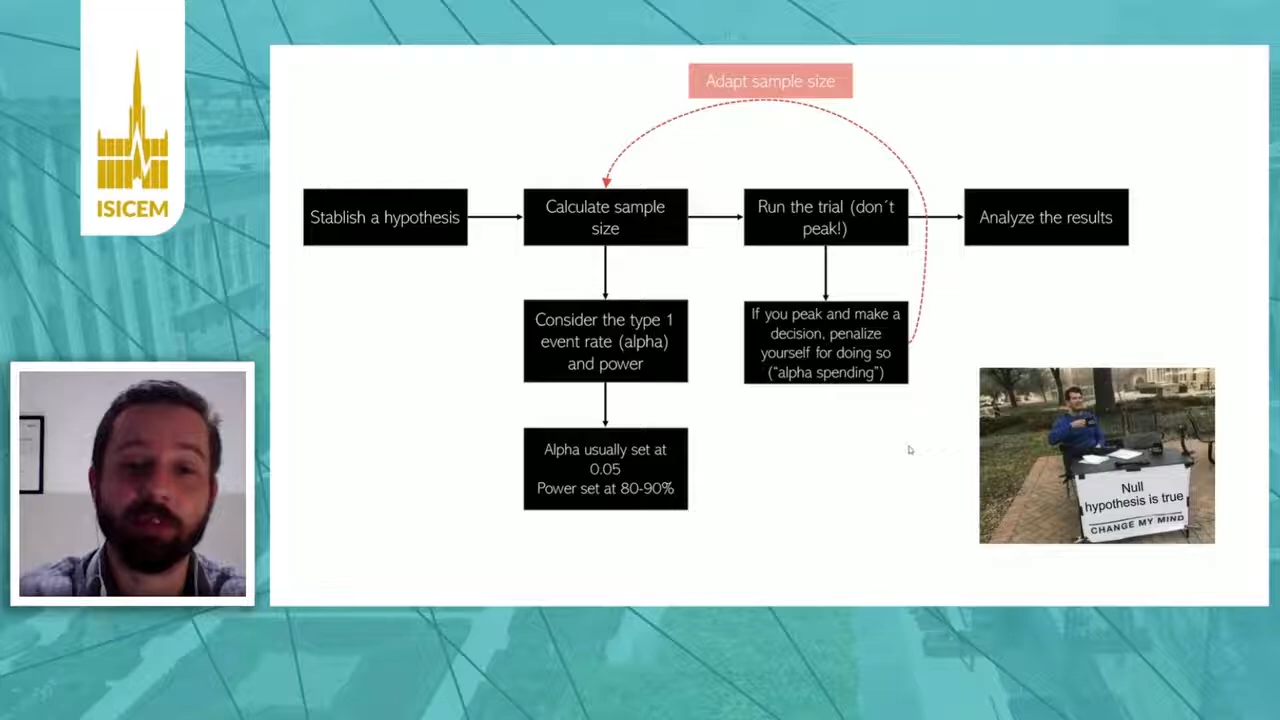 ISICEM
Adapt sample size
Stablish a hypothesis
Calculate sample
size
Run the trial (don´t
peak!)
Analyze the results
Consider the type 1
event rate (alpha)
and power
If you peak and make a
decision, penalize
yourself for doing so
(“alpha spending”)
Alpha usually set at
0.05
Power set at 80-90%
Null
hypothesis is true
CHANGE MY MIND